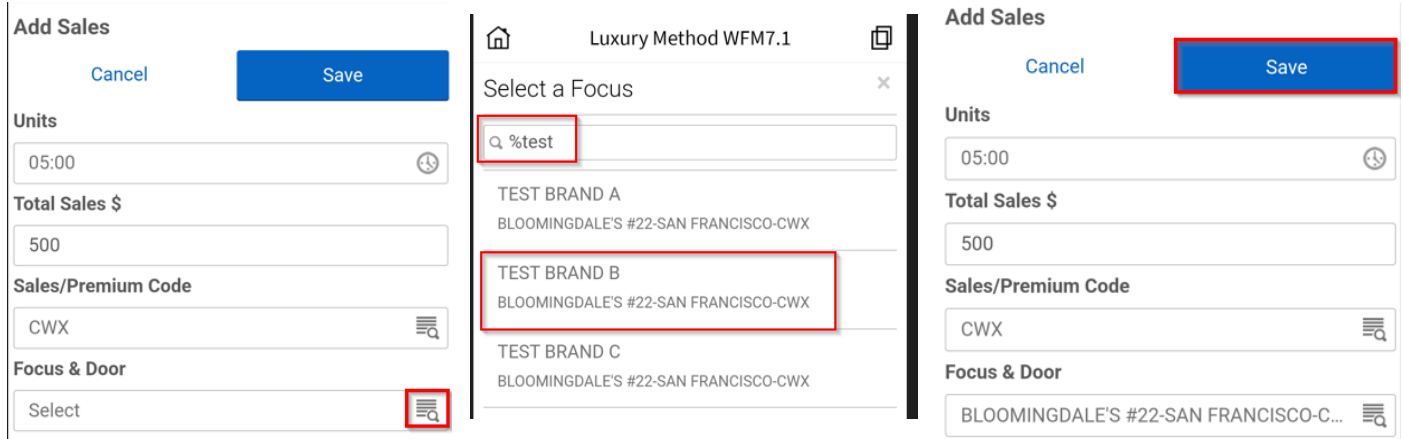 Add Sales
Cancel
Save
Units
05:00
Total Sales $
500
Sales/Premium Code
CWX
Focus & Door
Select
Luxury Method WFM7.1
Select a Focus
%test
TEST BRAND A
BLOOMINGDALE'S #22-SAN FRANCISCO-CWX
TEST BRAND B
BLOOMINGDALE'S #22-SAN FRANCISCO-CWX
TEST BRAND C
BLOOMINGDALE'S #22-SAN FRANCISCO-CWX
Add Sales
Cancel
Save
Units
05:00
Total Sales $
500
Sales/Premium Code
CWX
Focus & Door
BLOOMINGDALE'S #22-SAN FRANCISCO-C...